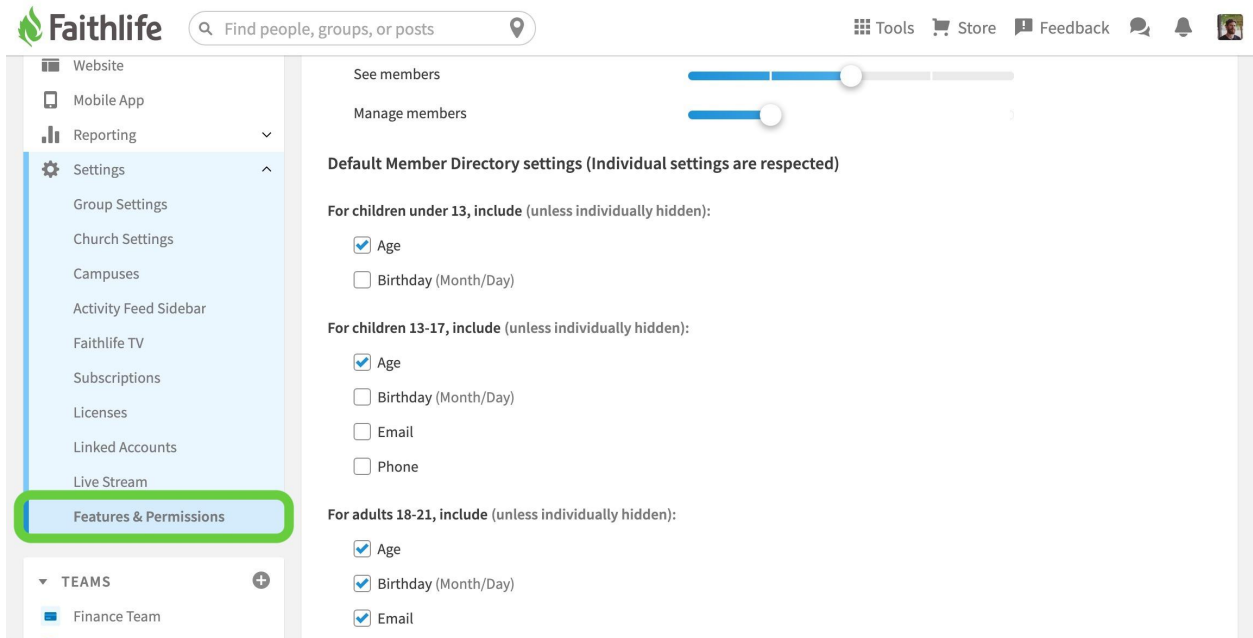 Faithlife
Find people, groups, or posts
Tools
Store
Feedback
Website
Mobile App
Reporting
Settings
Group Settings
Church Settings
Campuses
Activity Feed Sidebar
Faithlife TV
Subscriptions
Licenses
Linked Accounts
Live Stream
Features & Permissions
TEAMS
Finance Team
See members
Manage members
Default Member Directory settings (Individual settings are respected)
For children under 13, include (unless individually hidden):
Age
Birthday (Month/Day)
For children 13-17, include (unless individually hidden):
Age
Birthday (Month/Day)
Email
Phone
For adults 18-21, include (unless individually hidden):
Age
Birthday (Month/Day)
Email